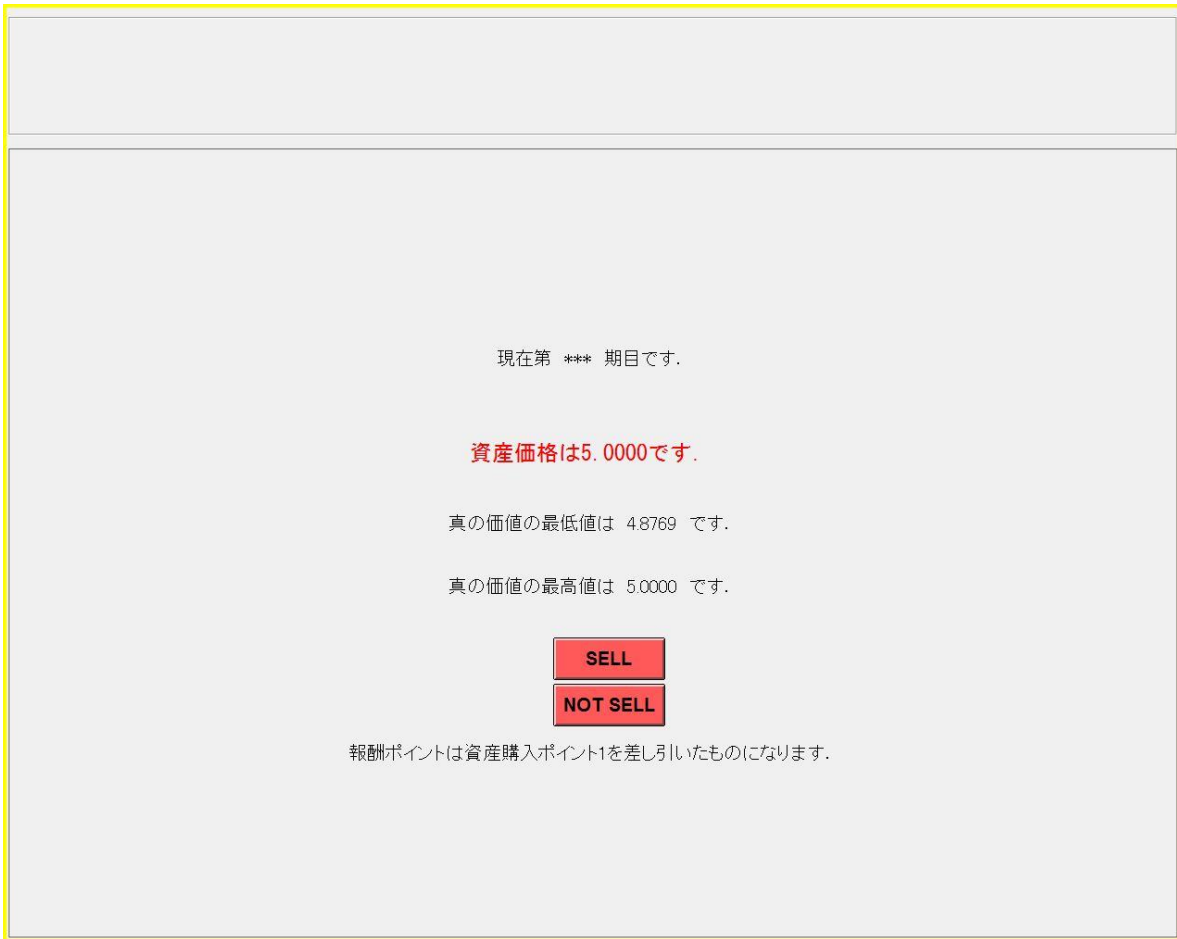 現在第 *** 期目です.
資産価格は5.0000です.
真の価値の最低値は 4.8769 です.
真の価値の最高値は 5.0000 です.
SELL
NOT SELL
報酬ポイントは資産購入ポイント1を差し引いたものになります.